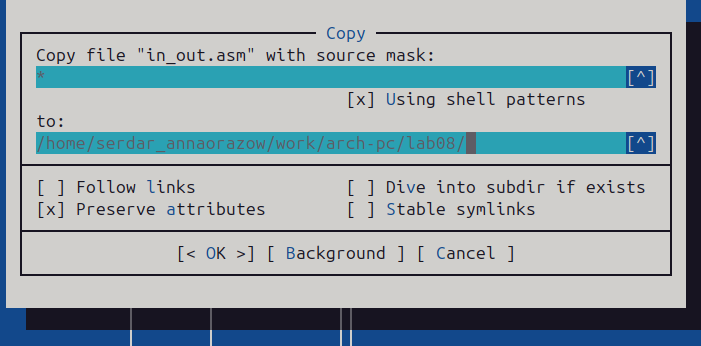 Copy
Copy file "in_out.asm" with source mask:
* [^]
[x] Using shell patterns
to:
/home/serdar_annaorazow/work/arch-pc/lab08/ [^]
[ ] Follow links [ ] Dive into subdir if exists
[x] Preserve attributes [ ] Stable symlinks
[< OK >] [ Background ] [ Cancel ]